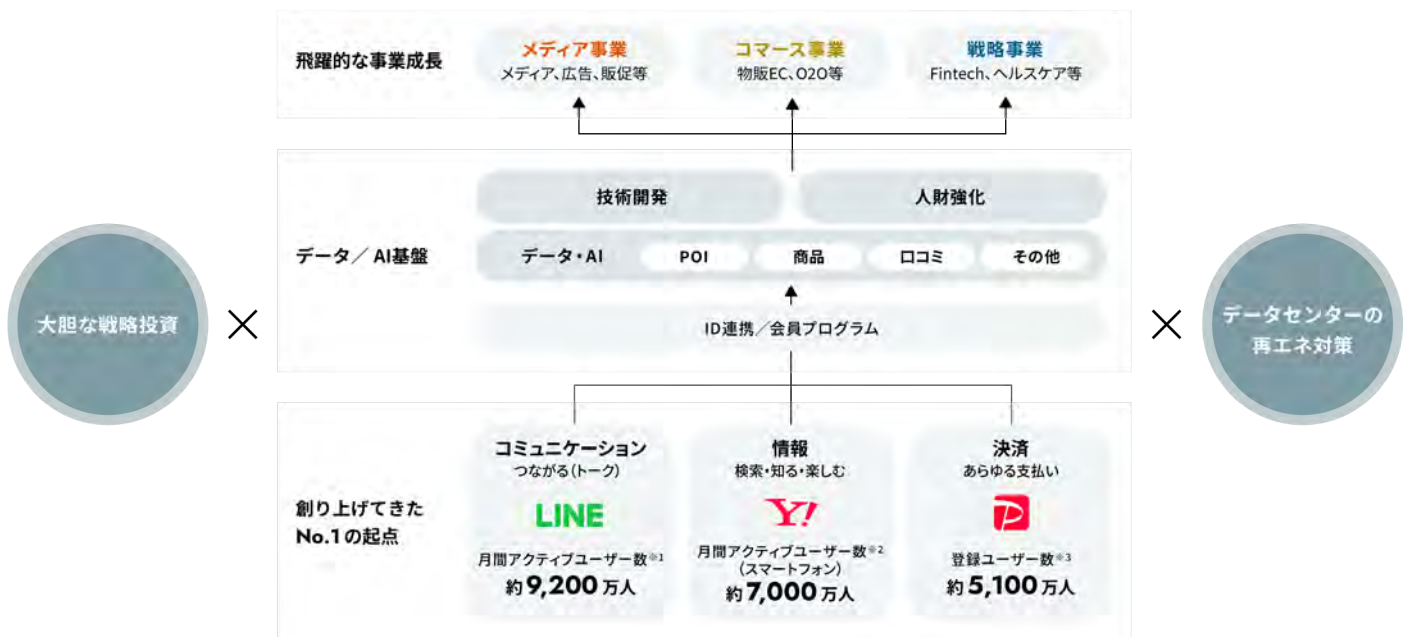 飛躍的な事業成長
メディア事業
メディア、広告、販促等
コマース事業
物販EC、O2O等
戦略事業
Fintech、ヘルスケア等
大胆な戦略投資
×
データ／AI基盤
技術開発
人財強化
データ・AI
POI
商品
口コミ
その他
ID連携／会員プログラム
×
データセンターの
再エネ対策
創り上げてきた
No.1の起点
コミュニケーション
つながる(トーク)
LINE
月間アクティブユーザー数※1
約9,200万人
情報
検索・知る・楽しむ
Y!
月間アクティブユーザー数※2
(スマートフォン)
約7,000万人
決済
あらゆる支払い
P
登録ユーザー数※3
約5,100万人